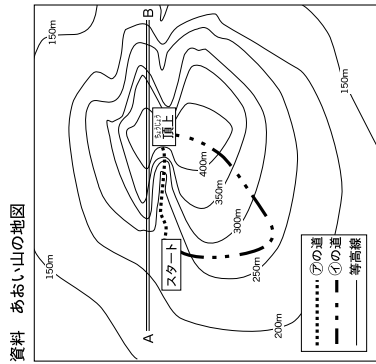 資料 あおい山の地図
150m
B
150m
ちょうじょう
頂上
400m
350m
300m
250m
スタート
150m
200m
A
150m
㋐の道
㋑の道
等高線